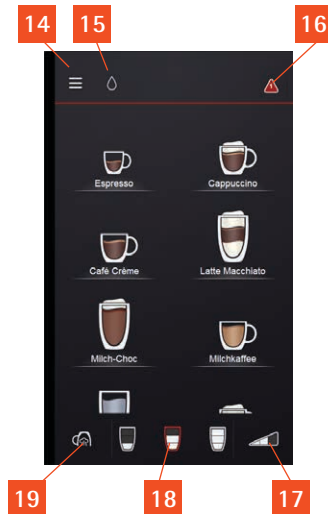 14 15 16
Espresso Cappuccino
Café Crème Latte Macchiato
Milch-Choc Milchkaffee
19 18 17